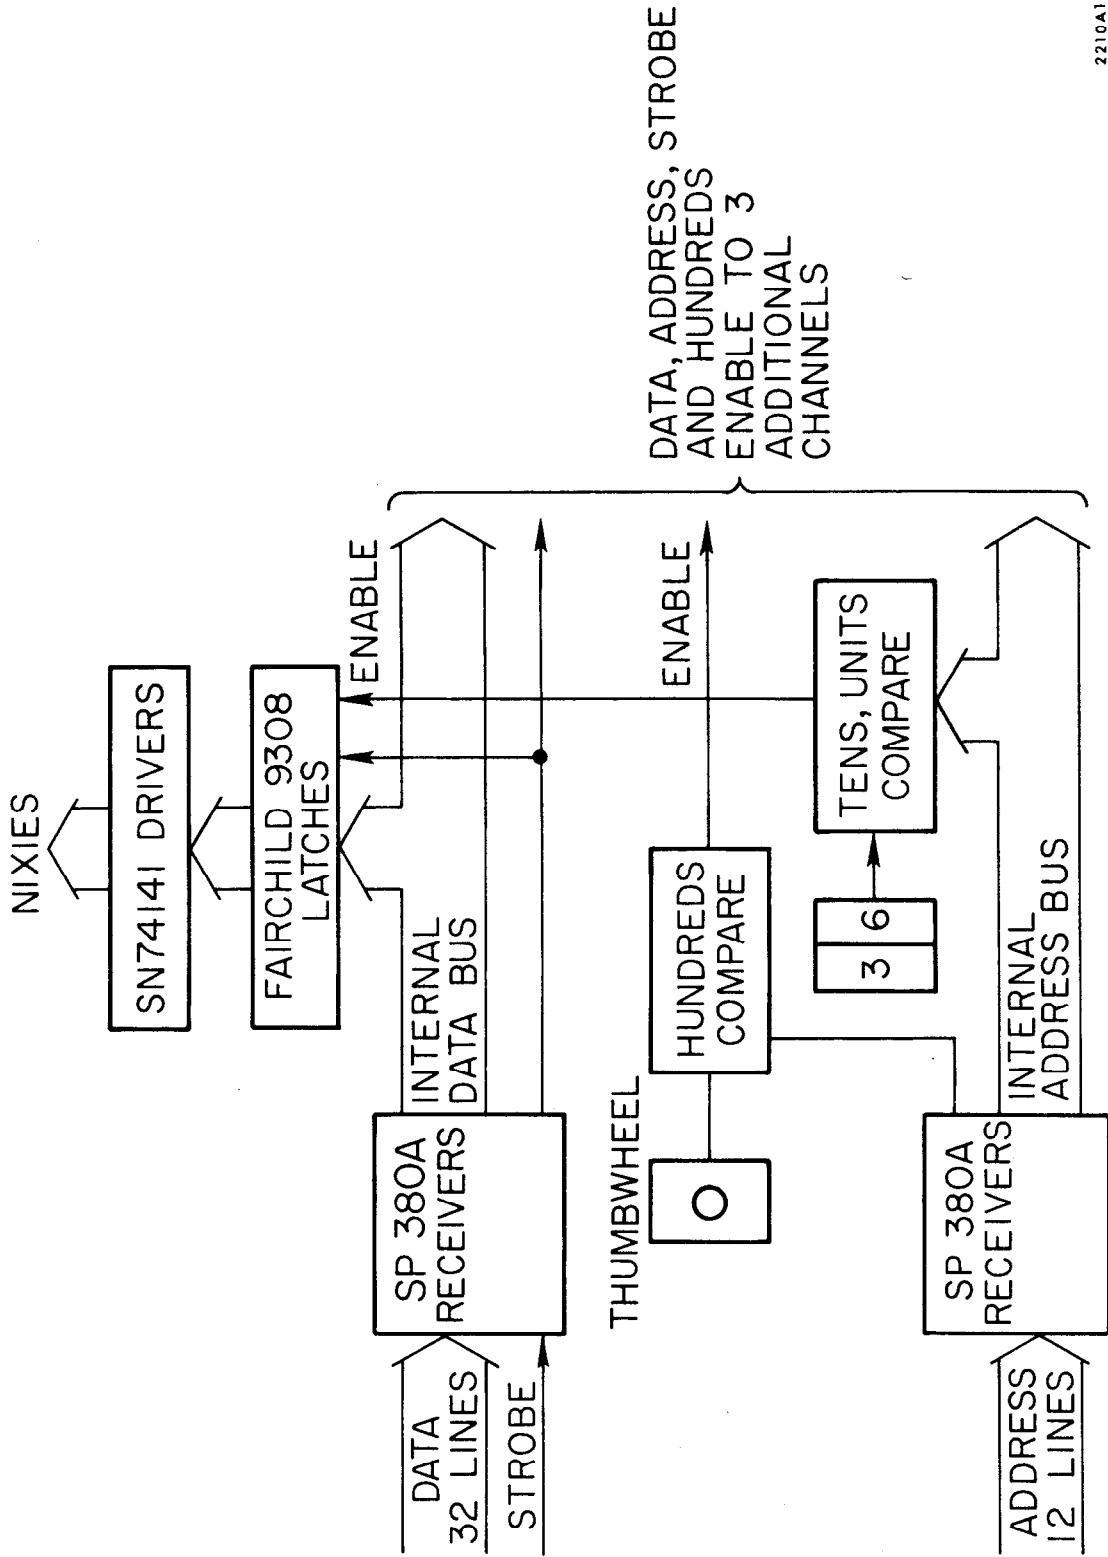 NIXIES
SN74141 DRIVERS
FAIRCHILD 9308
LATCHES
ENABLE
DATA
32 LINES
STROBE
SP 380A
RECEIVERS
INTERNAL
DATA BUS
THUMBWHEEL
O
HUNDREDS
COMPARE
ENABLE
DATA, ADDRESS, STROBE
AND HUNDREDS
ENABLE TO 3
ADDITIONAL
CHANNELS
3 6
TENS, UNITS
COMPARE
ADDRESS
12 LINES
SP 380A
RECEIVERS
INTERNAL
ADDRESS BUS
2210A1